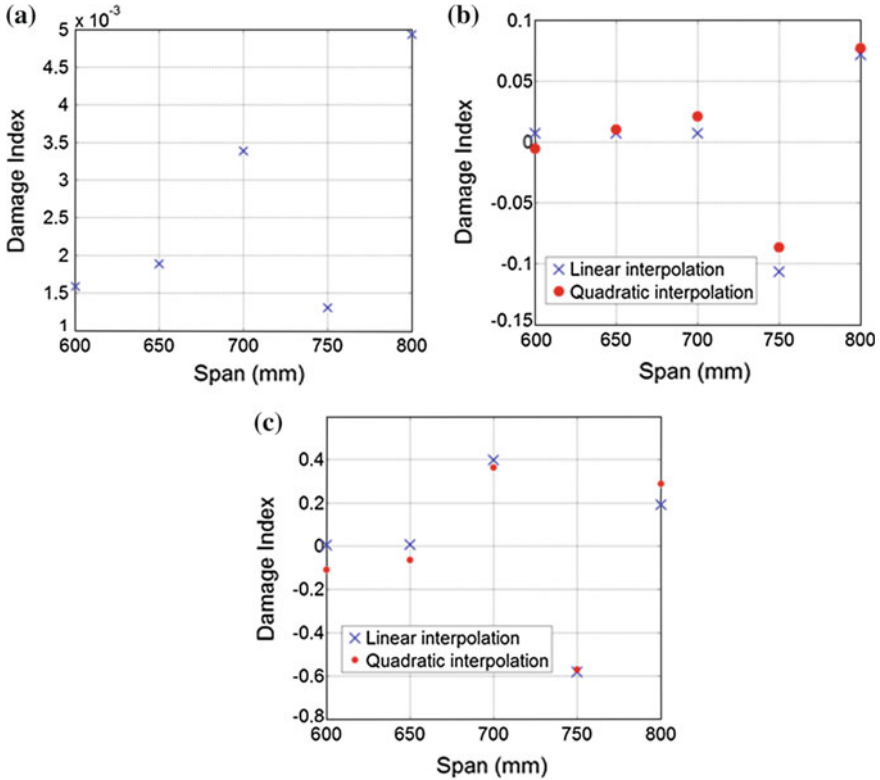 (a)
5 x 10⁻³
4.5
4
3.5
3
2.5
2
1.5
1
600 650 700 750 800
Damage Index
Span (mm)
(b)
0.1
0.05
0
-0.05
-0.1
-0.15
600 650 700 750 800
Damage Index
Span (mm)
Linear interpolation
Quadratic interpolation
(c)
0.4
0.2
0
-0.2
-0.4
-0.6
-0.8
600 650 700 750 800
Damage Index
Span (mm)
Linear interpolation
Quadratic interpolation